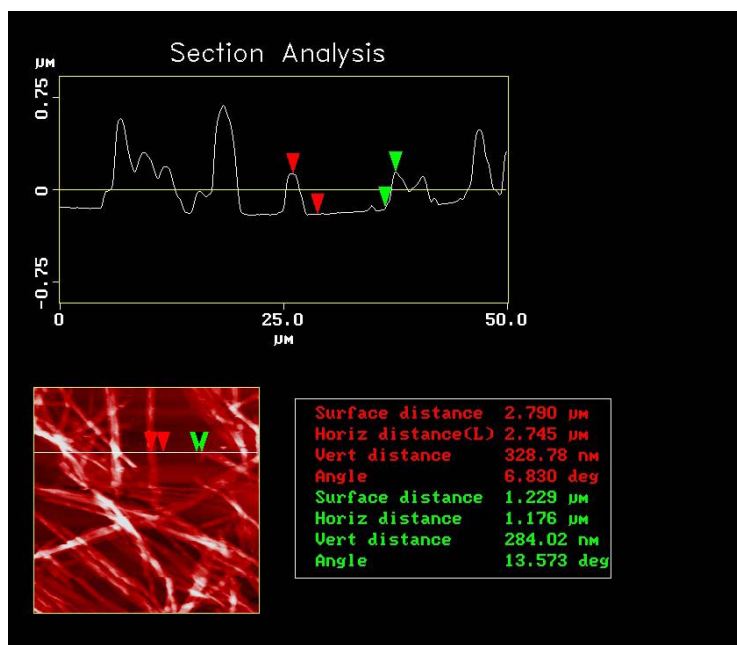 Section Analysis
μM
0.75
0
-0.75
0 25.0 50.0
μM
Surface distance 2.790 μM
Horiz distance(L) 2.745 μM
Vert distance 328.78 nM
Angle 6.830 deg
Surface distance 1.229 μM
Horiz distance 1.176 μM
Vert distance 284.02 nM
Angle 13.573 deg